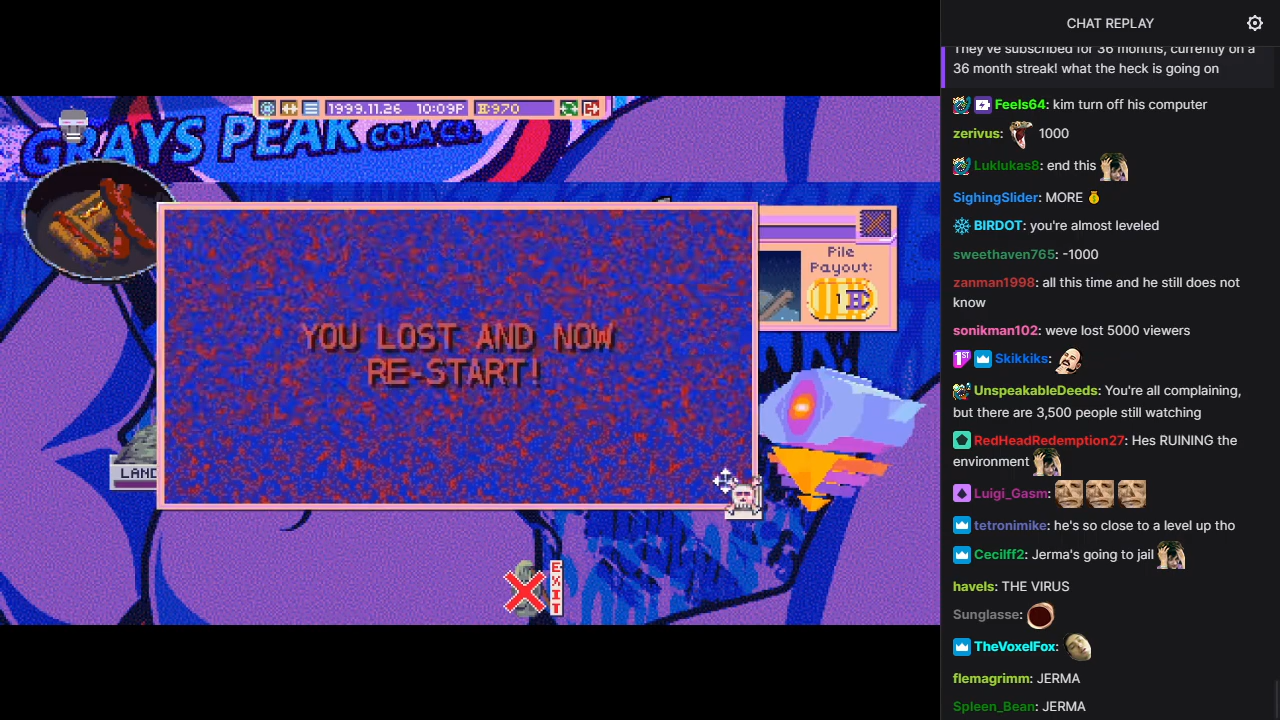 1999.11.26 10:09P 970
GRAYS PEAK COLA CO.
Pile
Payout:
1
YOU LOST AND NOW
RE-START!
LAND
EXIT
CHAT REPLAY
They've subscribed for 36 months, currently on a
36 month streak! what the heck is going on
Feels64: kim turn off his computer
zerivus: 1000
Luklukas8: end this
SighingSlider: MORE
BIRDOT: you're almost leveled
sweethaven765: -1000
zanman1998: all this time and he still does not
know
sonikman102: weve lost 5000 viewers
1ST Skikkiks:
UnspeakableDeeds: You're all complaining,
but there are 3,500 people still watching
RedHeadRedemption27: Hes RUINING the
environment
Luigi_Gasm:
tetronimike: he's so close to a level up tho
Cecilff2: Jerma's going to jail
havels: THE VIRUS
Sunglasse:
TheVoxelFox:
flemagrimm: JERMA
Spleen_Bean: JERMA